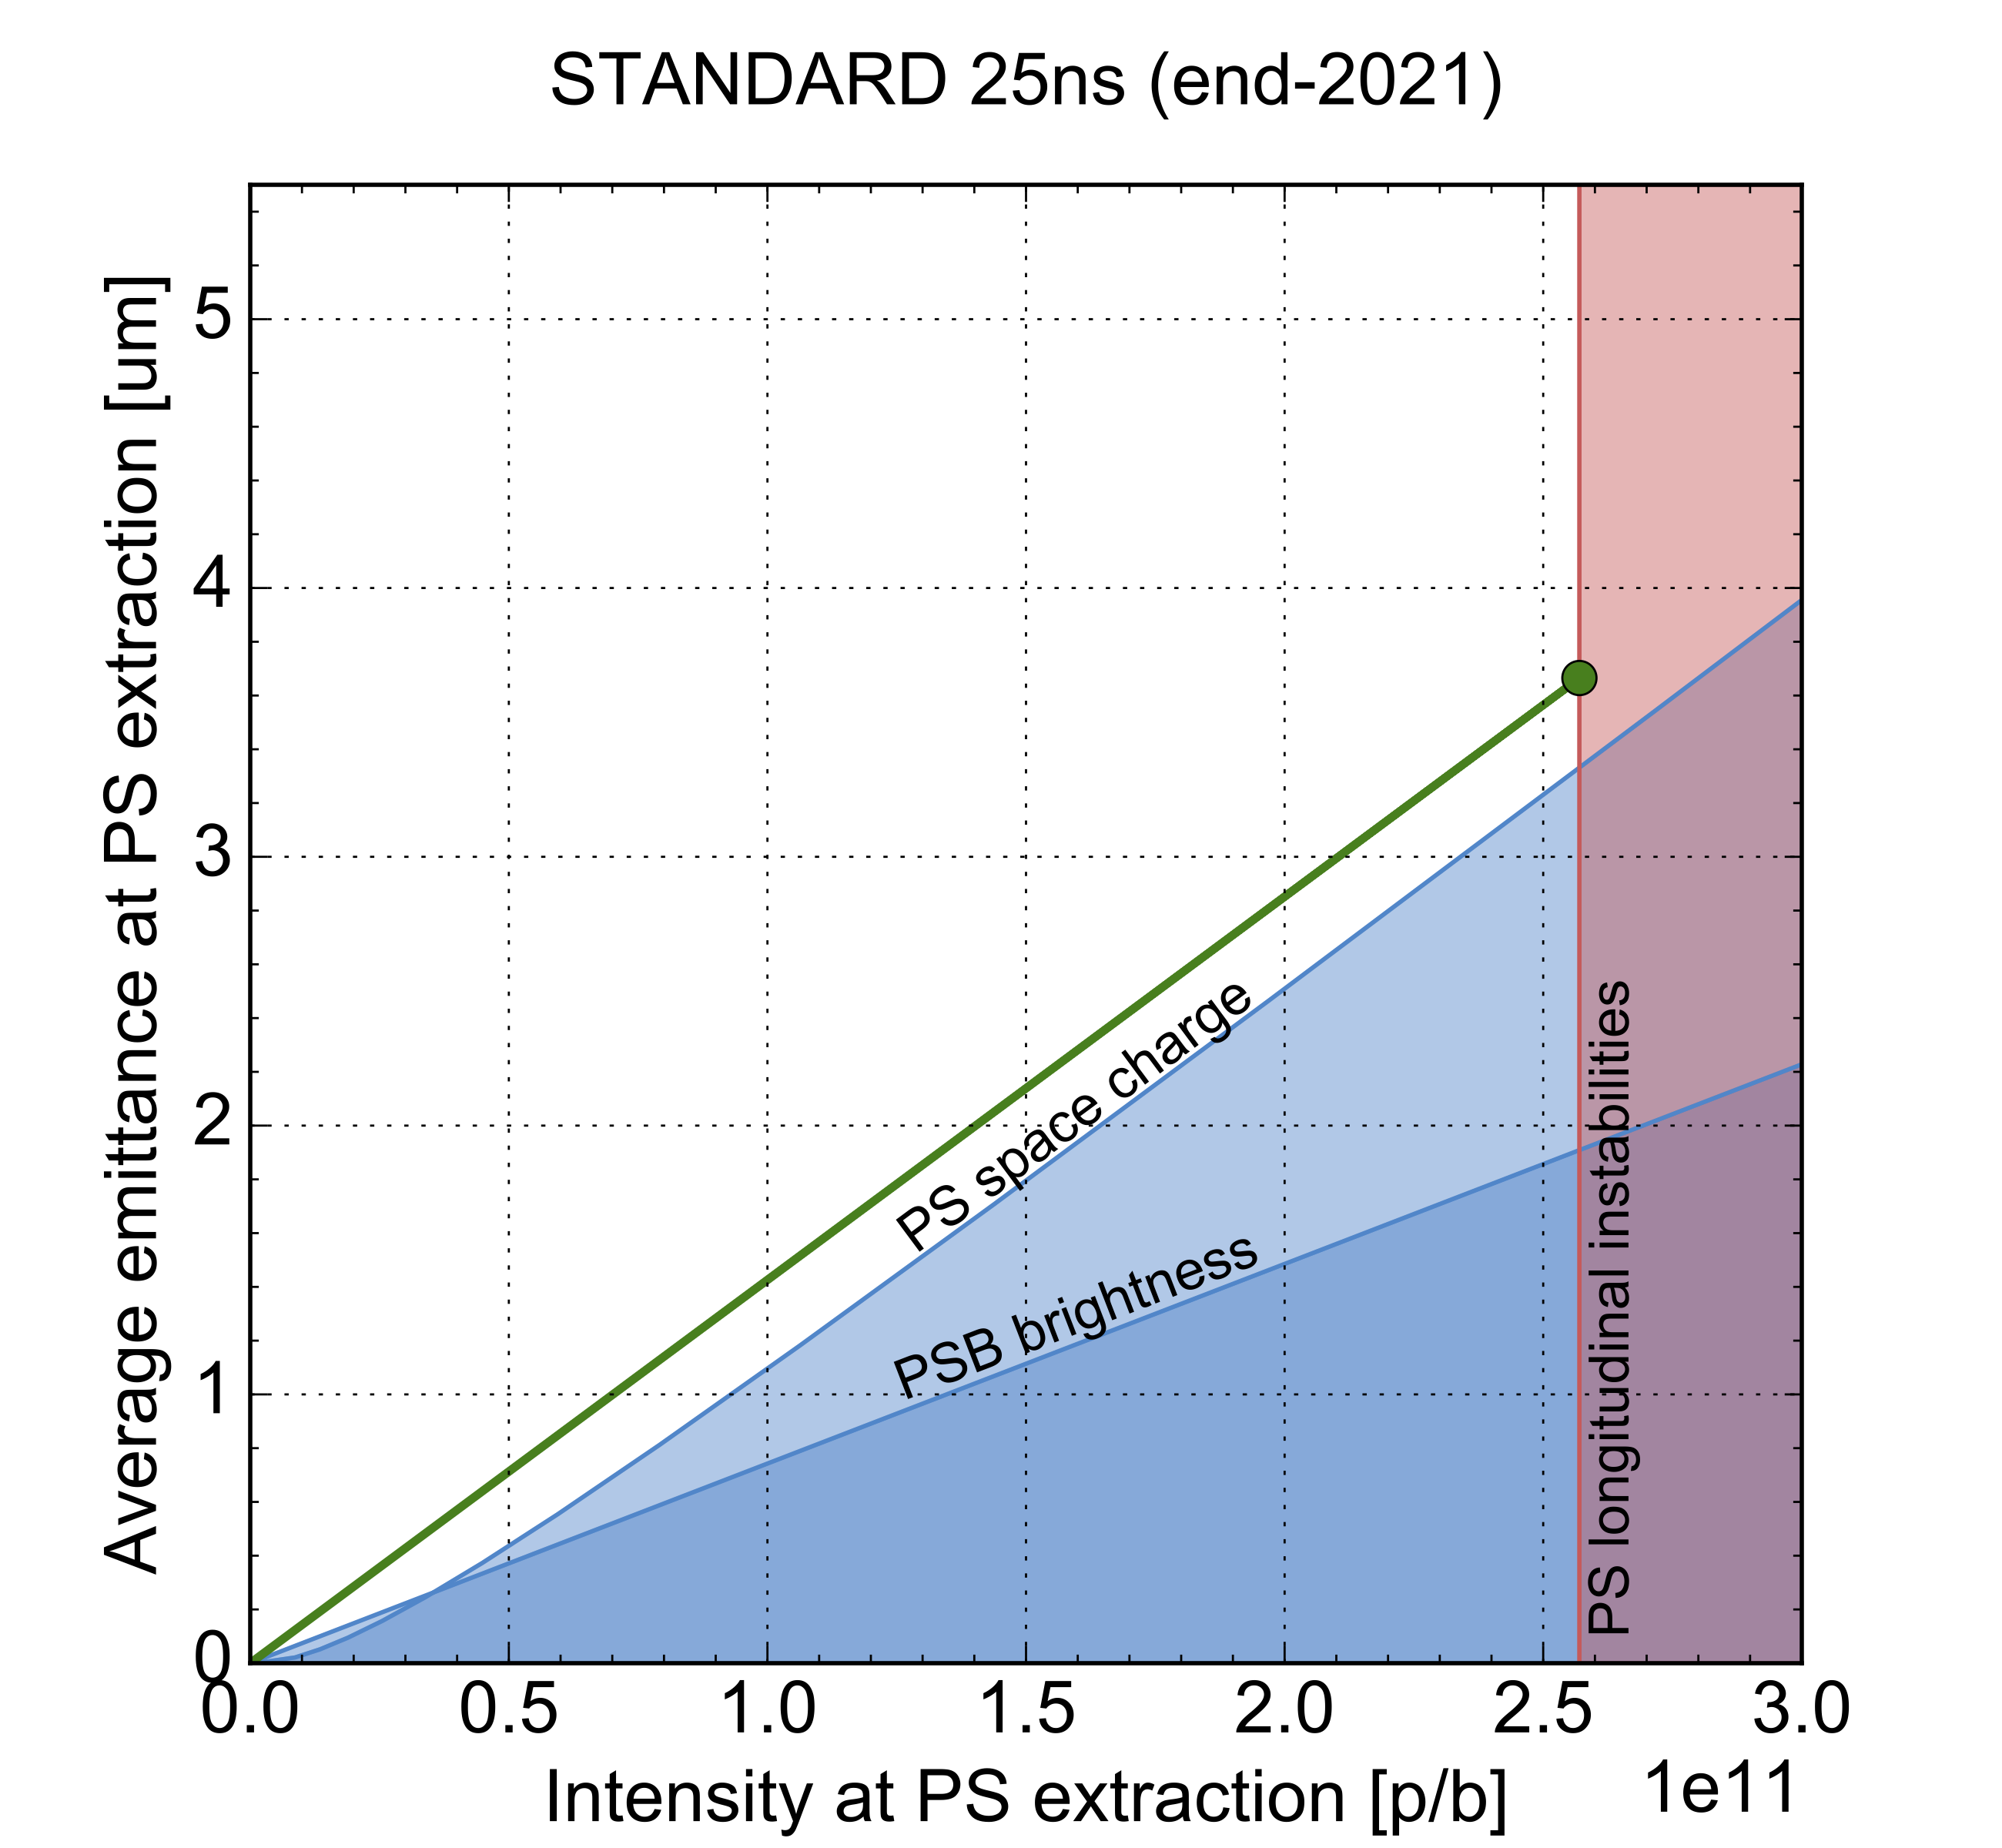 STANDARD 25ns (end-2021)
Average emittance at PS extraction [um]
5
4
3
2
1
0
PS space charge
PSB brightness
PS longitudinal instabilities
0.0 0.5 1.0 1.5 2.0 2.5 3.0
Intensity at PS extraction [p/b]
1e11